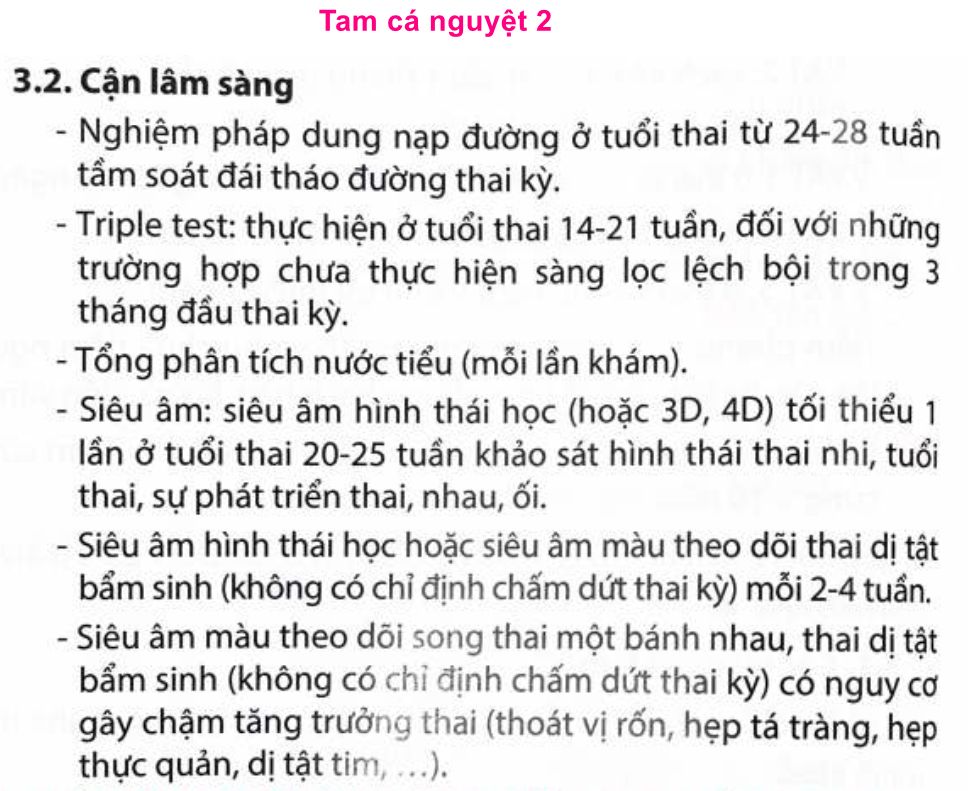 Tam cá nguyệt 2
3.2. Cận lâm sàng
- Nghiệm pháp dung nạp đường ở tuổi thai từ 24-28 tuần
tầm soát đái tháo đường thai kỳ.
- Triple test: thực hiện ở tuổi thai 14-21 tuần, đối với những
trường hợp chưa thực hiện sàng lọc lệch bội trong 3
tháng đầu thai kỳ.
- Tổng phân tích nước tiểu (mỗi lần khám).
- Siêu âm: siêu âm hình thái học (hoặc 3D, 4D) tối thiểu 1
lần ở tuổi thai 20-25 tuần khảo sát hình thái thai nhi, tuổi
thai, sự phát triển thai, nhau, ối.
- Siêu âm hình thái học hoặc siêu âm màu theo dõi thai dị tật
bẩm sinh (không có chỉ định chấm dứt thai kỳ) mỗi 2-4 tuần.
- Siêu âm màu theo dõi song thai một bánh nhau, thai dị tật
bẩm sinh (không có chỉ định chấm dứt thai kỳ) có nguy cơ
gây chậm tăng trưởng thai (thoát vị rốn, hẹp tá tràng, hẹp
thực quản, dị tật tim, ...).